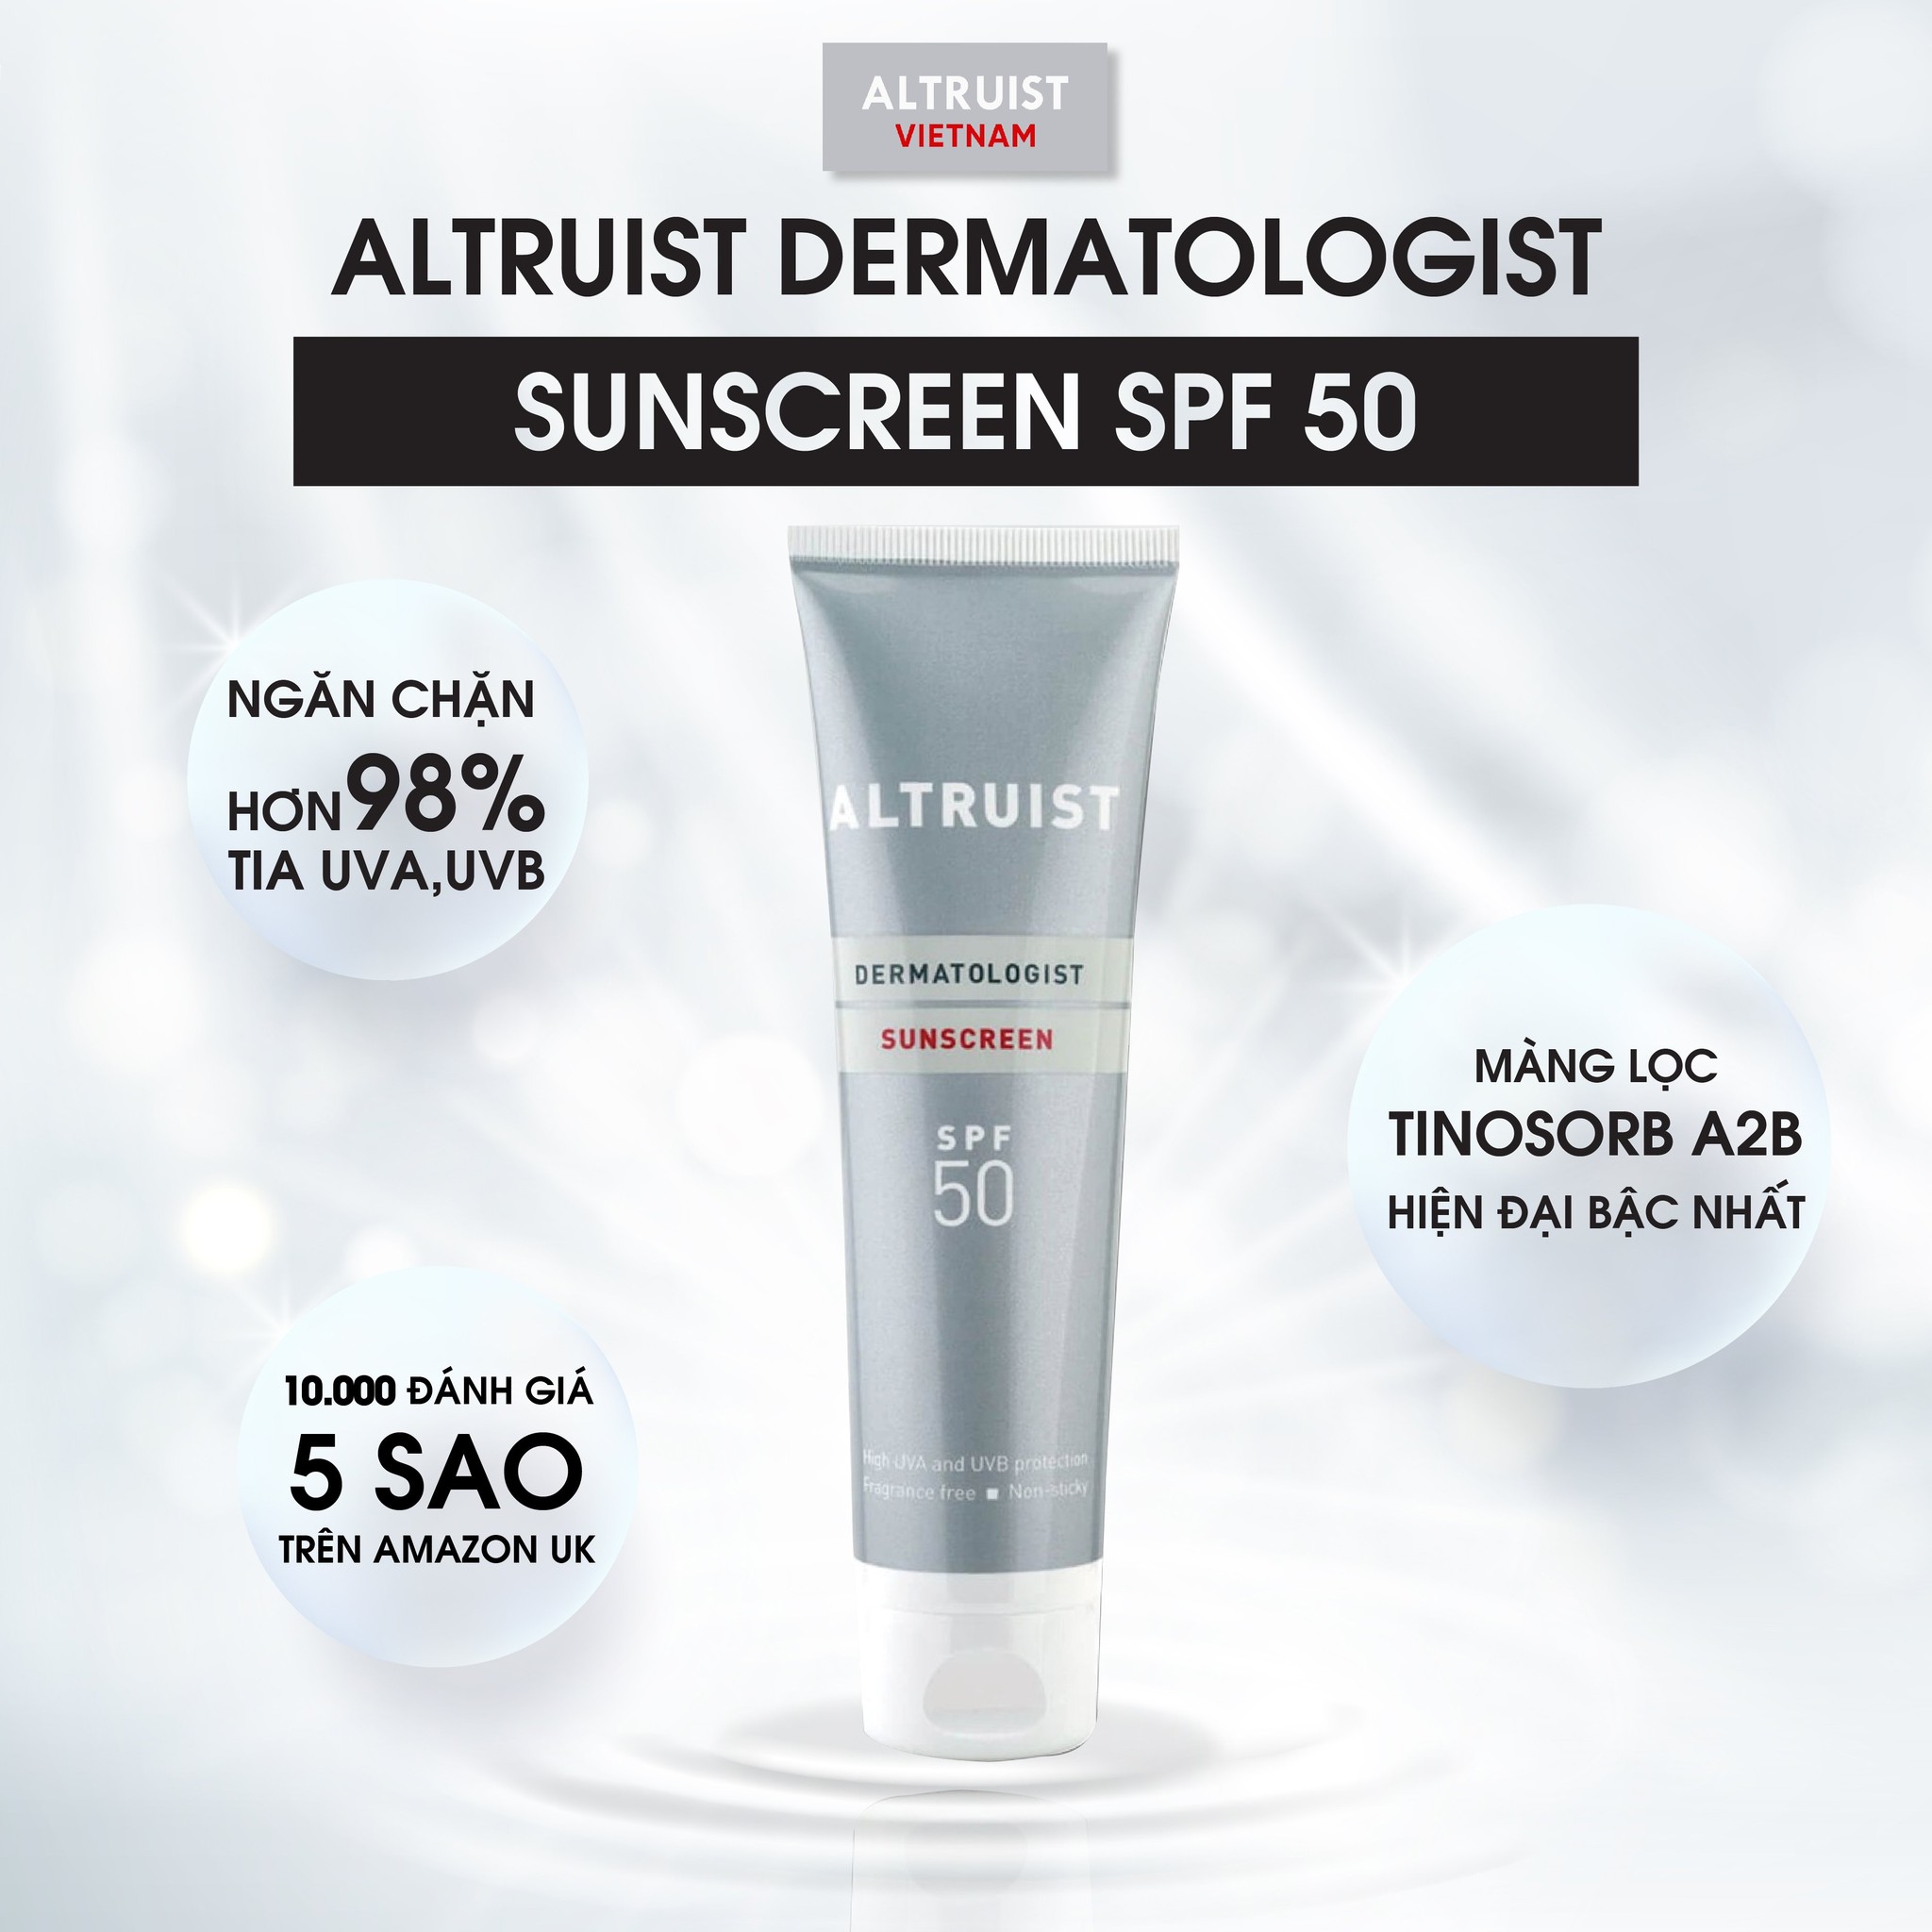 ALTRUIST
VIETNAM
ALTRUIST DERMATOLOGIST
SUNSCREEN SPF 50
NGĂN CHẶN
HƠN 98%
TIA UVA,UVB
ALTRUIST
DERMATOLOGIST
SUNSCREEN
SPF
50
High UVA and UVB protection
Fragrance free ■ Non-sticky
MÀNG LỌC
TINOSORB A2B
HIỆN ĐẠI BẬC NHẤT
10.000 ĐÁNH GIÁ
5 SAO
TRÊN AMAZON UK